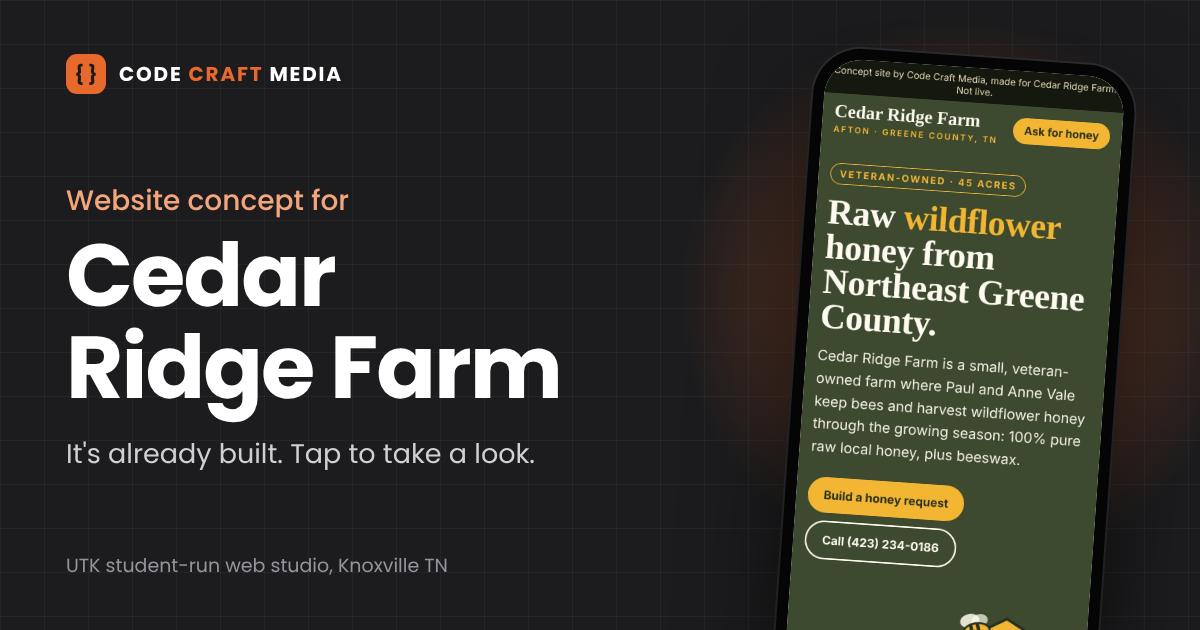 { } CODE CRAFT MEDIA
Website concept for
Cedar
Ridge Farm
It's already built. Tap to take a look.
UTK student-run web studio, Knoxville TN
Concept site by Code Craft Media, made for Cedar Ridge Farm.
Not live.
Cedar Ridge Farm
AFTON · GREENE COUNTY, TN
Ask for honey
VETERAN-OWNED · 45 ACRES
Raw wildflower
honey from
Northeast Greene
County.
Cedar Ridge Farm is a small, veteran-
owned farm where Paul and Anne Vale
keep bees and harvest wildflower honey
through the growing season: 100% pure
raw local honey, plus beeswax.
Build a honey request
Call (423) 234-0186